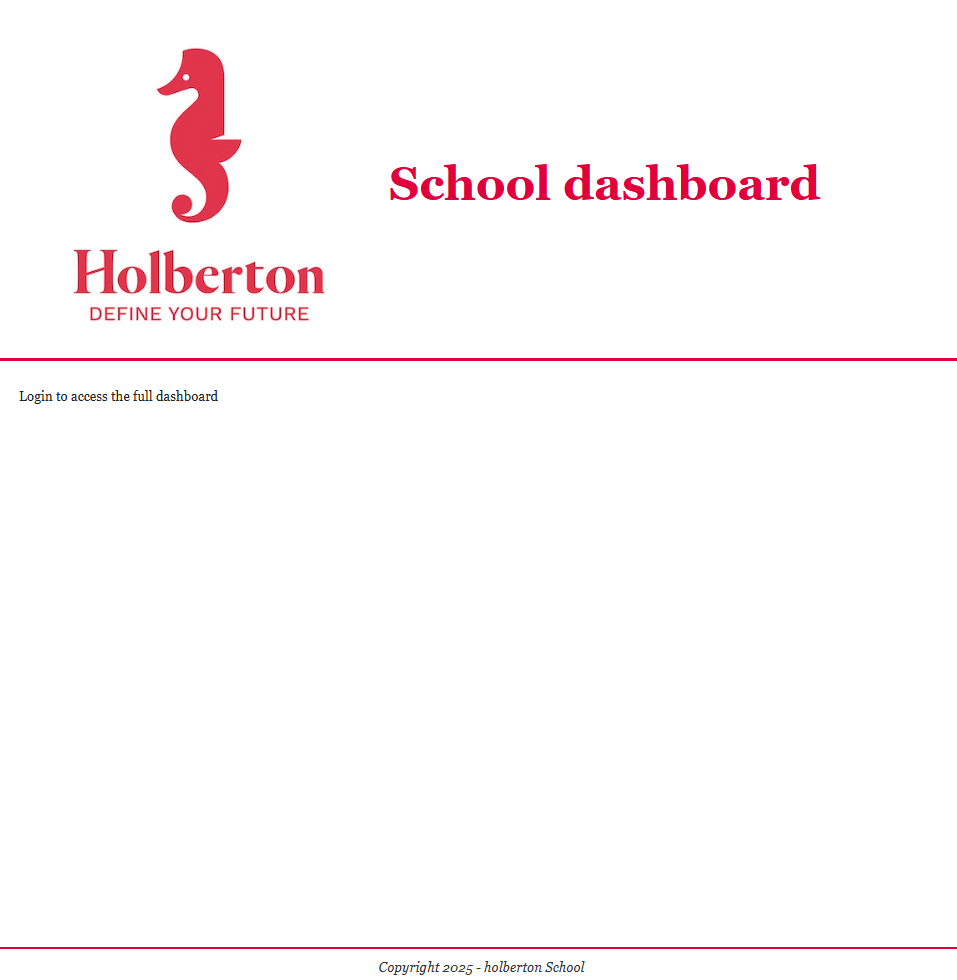 School dashboard
Holberton
DEFINE YOUR FUTURE
Login to access the full dashboard
Copyright 2025 - holberton School